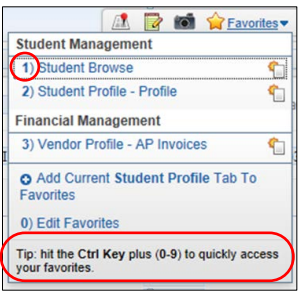 Favorites
Student Management
1) Student Browse
2) Student Profile - Profile
Financial Management
3) Vendor Profile - AP Invoices
Add Current Student Profile Tab To
Favorites
0) Edit Favorites
Tip: hit the Ctrl Key plus (0-9) to quickly access
your favorites.